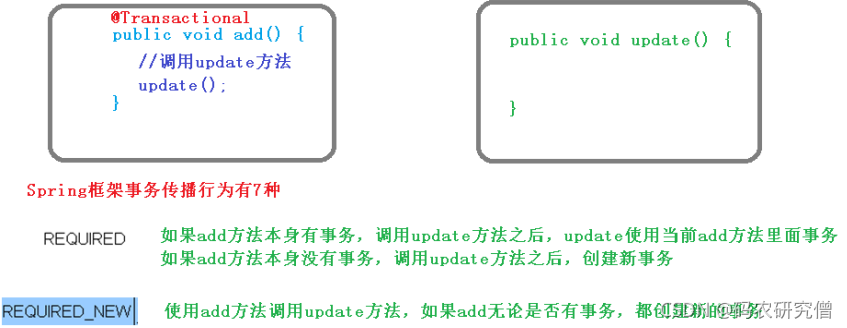 @Transactional
public void add() {
//调用update方法
update();
}
public void update() {
}
Spring框架事务传播行为有7种
REQUIRED
如果add方法本身有事务，调用update方法之后，update使用当前add方法里面事务
如果add方法本身没有事务，调用update方法之后，创建新事务
REQUIRED_NEW
使用add方法调用update方法，如果add无论是否有事务，都创建新的事务
CSDN @码农研究僧